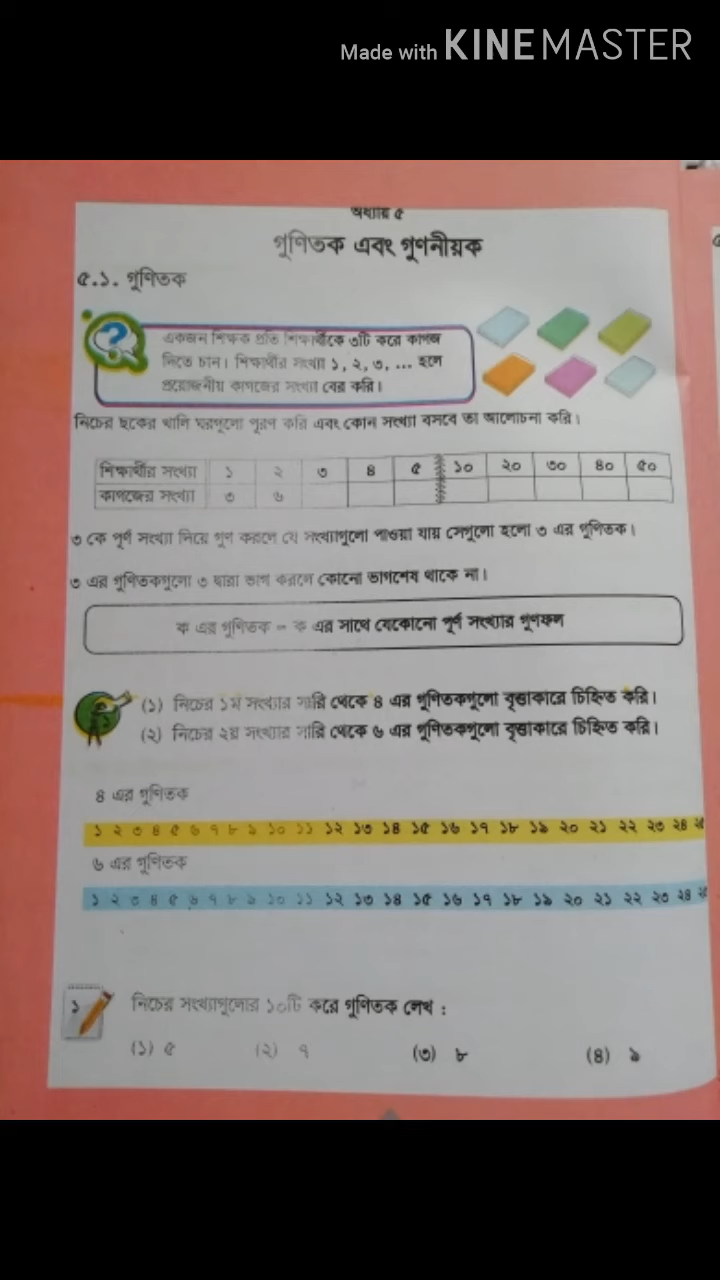 Made with KINEMASTER
অধ্যায় ৫
গুণিতক এবং গুণনীয়ক
৫.১. গুণিতক
একজন শিক্ষক প্রতি শিক্ষার্থীকে ৩টি করে কাগজ
দিতে চান। শিক্ষার্থীর সংখ্যা ১, ২, ৩, ... হলে
প্রয়োজনীয় কাগজের সংখ্যা বের করি।
নিচের ছকের খালি ঘরগুলো পূরণ করি এবং কোন সংখ্যা বসবে তা আলোচনা করি।
শিক্ষার্থীর সংখ্যা ১ ২ ৩ ৪ ৫ ১০ ২০ ৩০ ৪০ ৫০
কাগজের সংখ্যা ৩ ৬
৩ কে পূর্ণ সংখ্যা দিয়ে গুণ করলে যে সংখ্যাগুলো পাওয়া যায় সেগুলো হলো ৩ এর গুণিতক।
৩ এর গুণিতকগুলো ৩ দ্বারা ভাগ করলে কোনো ভাগশেষ থাকে না।
ক এর গুণিতক = ক এর সাথে যেকোনো পূর্ণ সংখ্যার গুণফল
(১) নিচের ১ম সংখ্যার সারি থেকে ৪ এর গুণিতকগুলো বৃত্তাকারে চিহ্নিত করি।
(২) নিচের ২য় সংখ্যার সারি থেকে ৬ এর গুণিতকগুলো বৃত্তাকারে চিহ্নিত করি।
৪ এর গুণিতক
১ ২ ৩ ৪ ৫ ৬ ৭ ৮ ৯ ১০ ১১ ১২ ১৩ ১৪ ১৫ ১৬ ১৭ ১৮ ১৯ ২০ ২১ ২২ ২৩ ২৪
৬ এর গুণিতক
১ ২ ৩ ৪ ৫ ৬ ৭ ৮ ৯ ১০ ১১ ১২ ১৩ ১৪ ১৫ ১৬ ১৭ ১৮ ১৯ ২০ ২১ ২২ ২৩ ২৪
১ নিচের সংখ্যাগুলোর ১০টি করে গুণিতক লেখ :
(১) ৫ (২) ৭ (৩) ৮ (৪) ৯